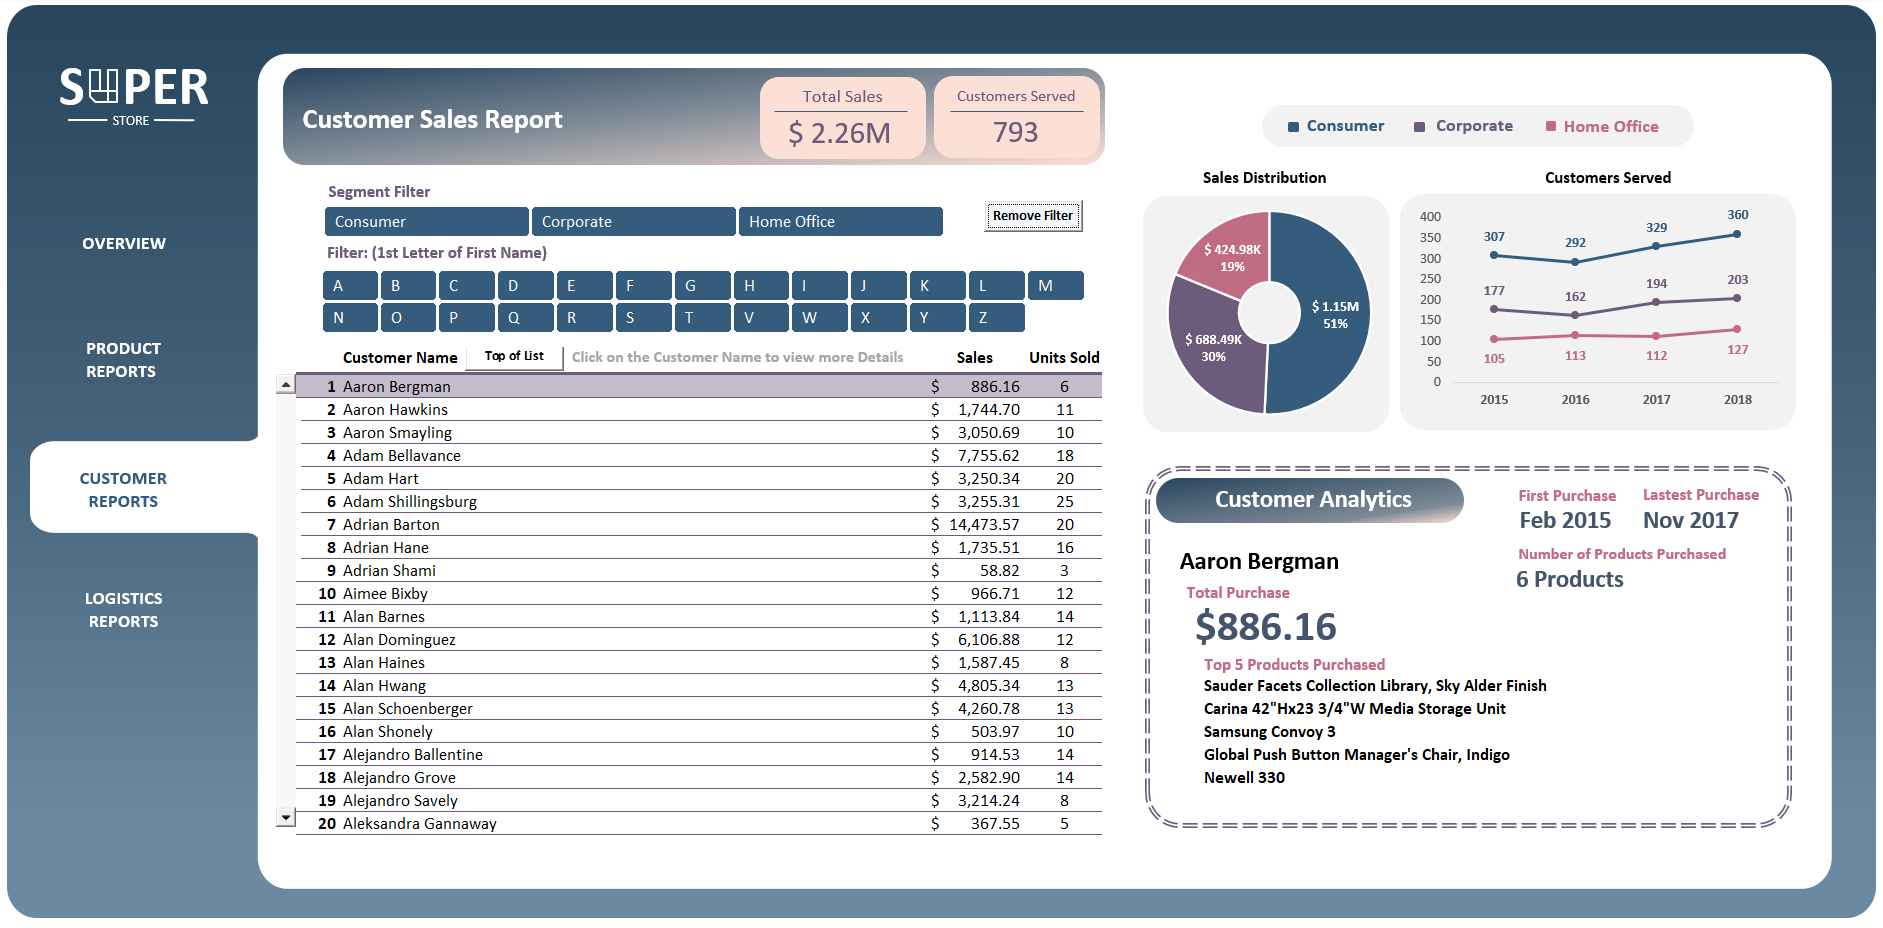 SUPER
STORE
OVERVIEW
PRODUCT
REPORTS
CUSTOMER
REPORTS
LOGISTICS
REPORTS
Customer Sales Report
Total Sales
$ 2.26M
Customers Served
793
Segment Filter
Consumer
Corporate
Home Office
Remove Filter
Filter: (1st Letter of First Name)
A B C D E F G H I J K L M
N O P Q R S T V W X Y Z
Customer Name Top of List Click on the Customer Name to view more Details Sales Units Sold
1 Aaron Bergman $ 886.16 6
2 Aaron Hawkins $ 1,744.70 11
3 Aaron Smayling $ 3,050.69 10
4 Adam Bellavance $ 7,755.62 18
5 Adam Hart $ 3,250.34 20
6 Adam Shillingsburg $ 3,255.31 25
7 Adrian Barton $ 14,473.57 20
8 Adrian Hane $ 1,735.51 16
9 Adrian Shami $ 58.82 3
10 Aimee Bixby $ 966.71 12
11 Alan Barnes $ 1,113.84 14
12 Alan Dominguez $ 6,106.88 12
13 Alan Haines $ 1,587.45 8
14 Alan Hwang $ 4,805.34 13
15 Alan Schoenberger $ 4,260.78 13
16 Alan Shonely $ 503.97 10
17 Alejandro Ballentine $ 914.53 14
18 Alejandro Grove $ 2,582.90 14
19 Alejandro Savely $ 3,214.24 8
20 Aleksandra Gannaway $ 367.55 5
Consumer Corporate Home Office
Sales Distribution
$ 424.98K
19%
$ 1.15M
51%
$ 688.49K
30%
Customers Served
400
350
300
250
200
150
100
50
0
307 292 329 360
177 162 194 203
105 113 112 127
2015 2016 2017 2018
Customer Analytics
First Purchase
Feb 2015
Lastest Purchase
Nov 2017
Number of Products Purchased
6 Products
Aaron Bergman
Total Purchase
$886.16
Top 5 Products Purchased
Sauder Facets Collection Library, Sky Alder Finish
Carina 42"Hx23 3/4"W Media Storage Unit
Samsung Convoy 3
Global Push Button Manager's Chair, Indigo
Newell 330